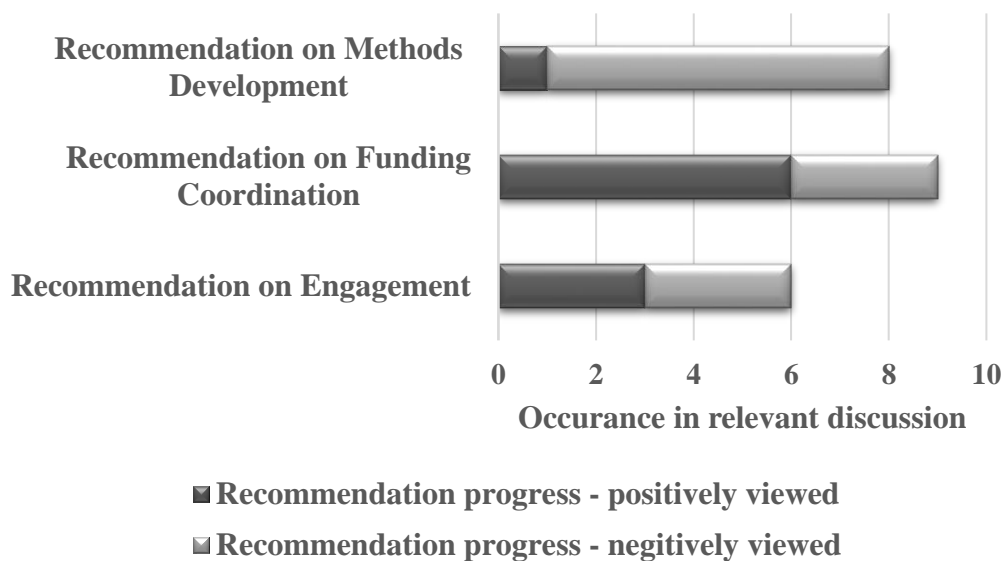 Recommendation on Methods
Development
Recommendation on Funding
Coordination
Recommendation on Engagement
0 2 4 6 8 10
Occurance in relevant discussion
Recommendation progress - positively viewed
Recommendation progress - negitively viewed